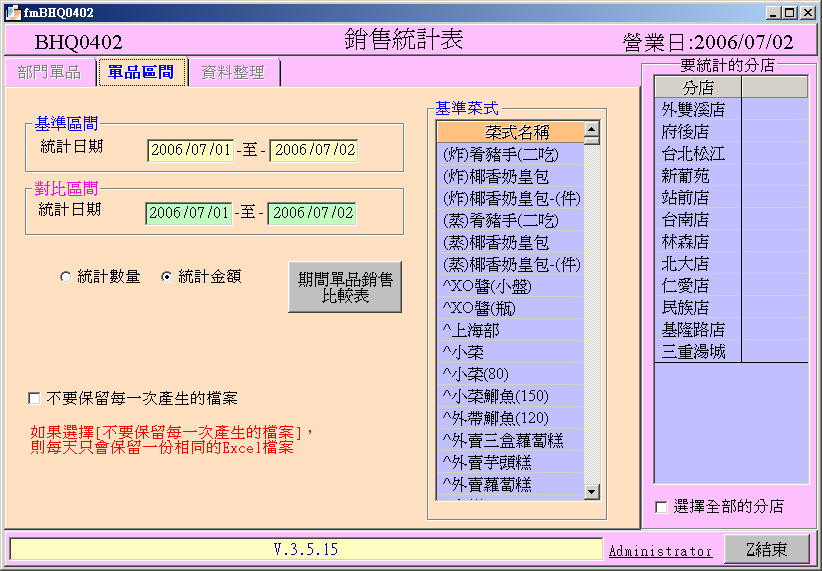 fmBHQ0402
BHQ0402
銷售統計表
營業日:2006/07/02
部門單品
單品區間
資料整理
基準區間
統計日期
2006/07/01
-至-
2006/07/02
對比區間
統計日期
2006/07/01
-至-
2006/07/02
統計數量
統計金額
期間單品銷售
比較表
不要保留每一次產生的檔案
如果選擇[不要保留每一次產生的檔案],
則每天只會保留一份相同的Excel檔案
基準菜式
菜式名稱
(炸)肴豬手(二吃)
(炸)椰香奶皇包
(炸)椰香奶皇包-(件)
(蒸)肴豬手(二吃)
(蒸)椰香奶皇包
(蒸)椰香奶皇包-(件)
^XO醬(小盤)
^XO醬(瓶)
^上海部
^小菜
^小菜(80)
^小菜鯽魚(150)
^外帶鯽魚(120)
^外賣三盒蘿蔔糕
^外賣芋頭糕
^外賣蘿蔔糕
要統計的分店
分店
外雙溪店
府後店
台北松江
新葡苑
站前店
台南店
林森店
北大店
仁愛店
民族店
基隆路店
三重湯城
選擇全部的分店
V.3.5.15
Administrator
Z結束